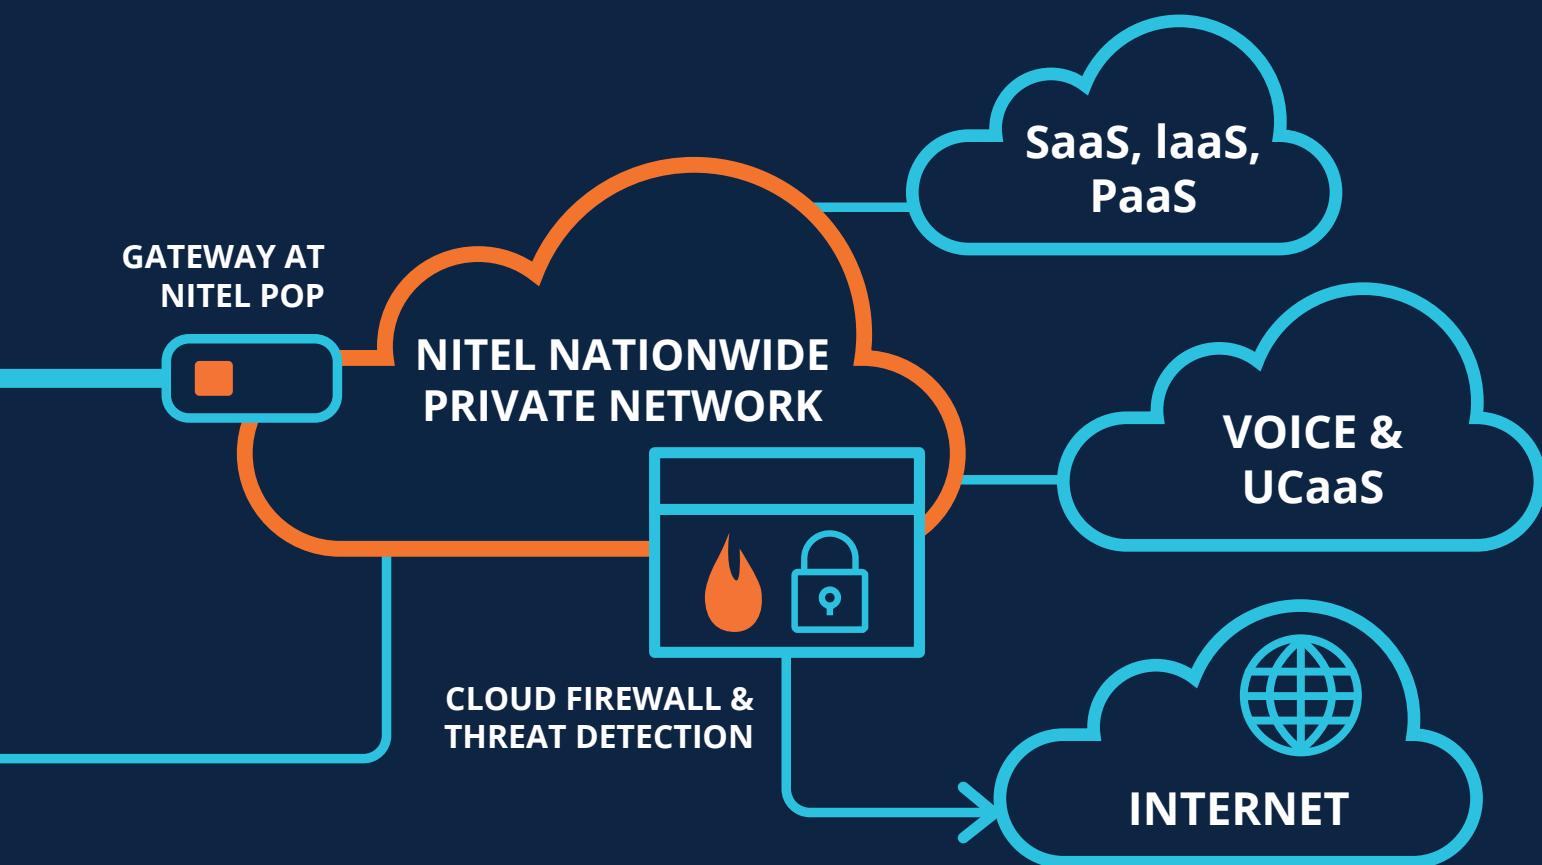 SaaS, IaaS,
PaaS
GATEWAY AT
NITEL POP
NITEL NATIONWIDE
PRIVATE NETWORK
VOICE &
UCaaS
CLOUD FIREWALL &
THREAT DETECTION
INTERNET